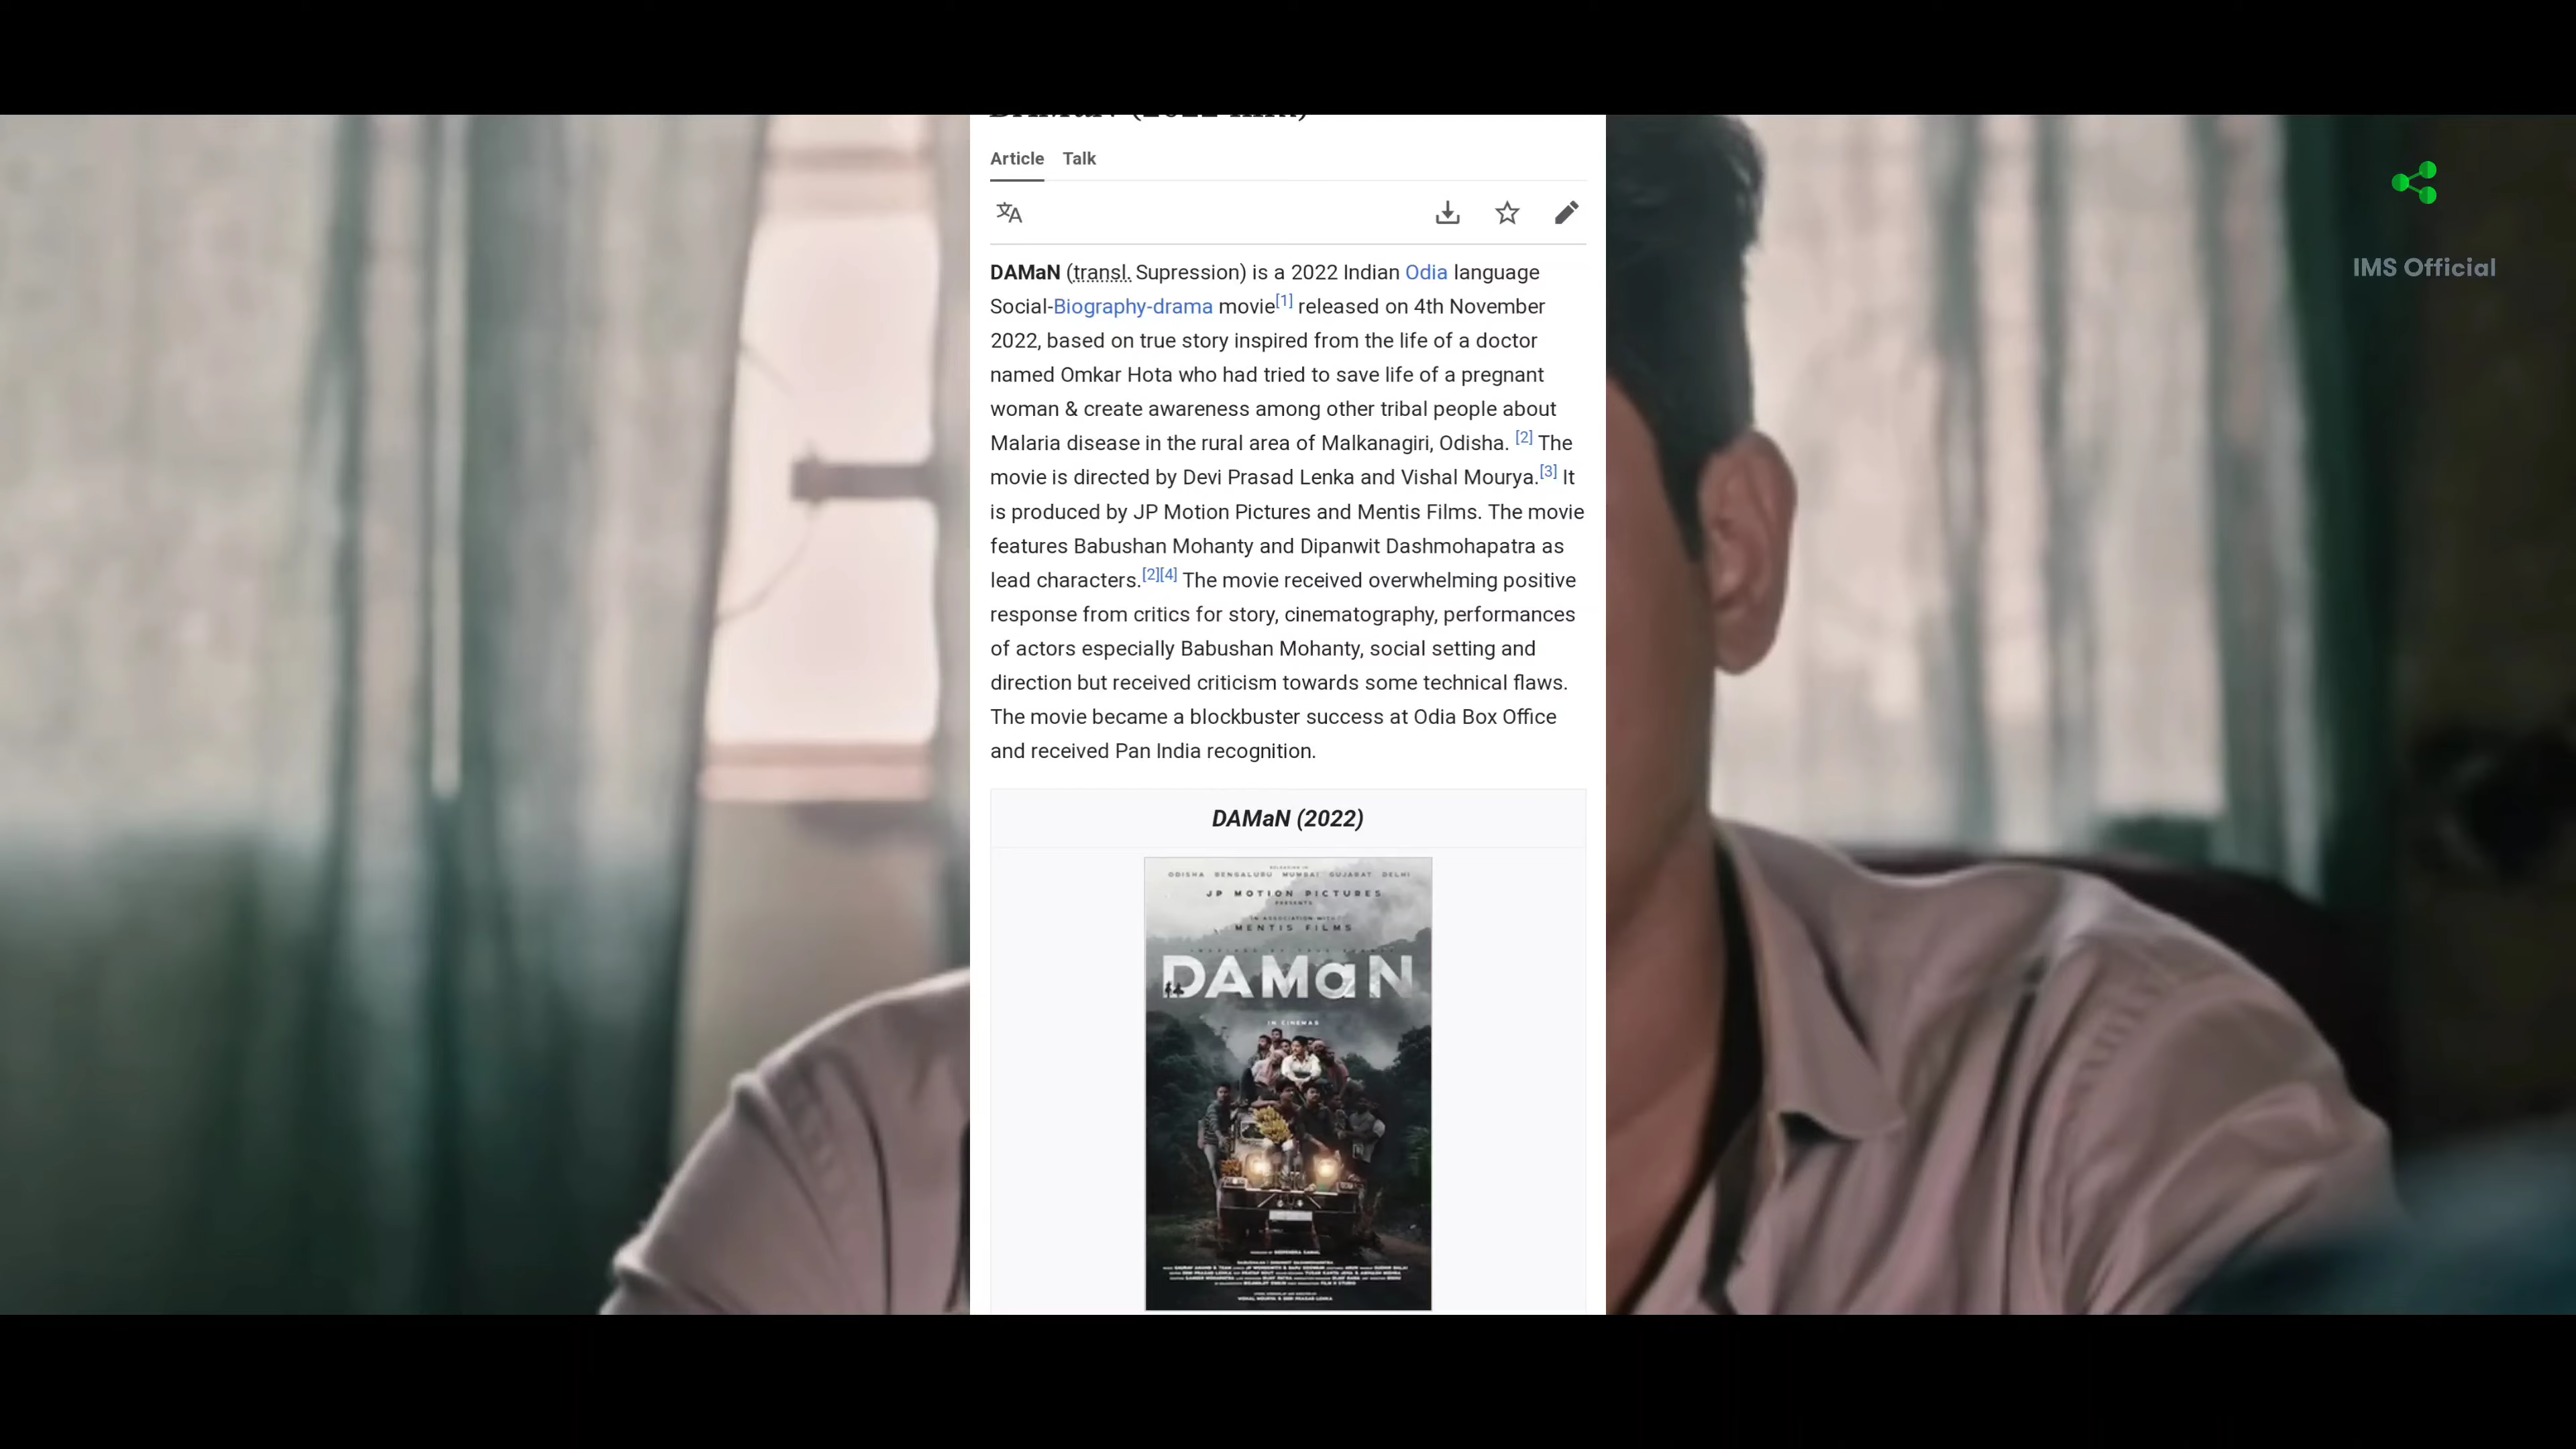 Article Talk
IMS Official
DAMaN (transl. Supression) is a 2022 Indian Odia language
Social-Biography-drama movie[1] released on 4th November
2022, based on true story inspired from the life of a doctor
named Omkar Hota who had tried to save life of a pregnant
woman & create awareness among other tribal people about
Malaria disease in the rural area of Malkanagiri, Odisha. [2] The
movie is directed by Devi Prasad Lenka and Vishal Mourya.[3] It
is produced by JP Motion Pictures and Mentis Films. The movie
features Babushan Mohanty and Dipanwit Dashmohapatra as
lead characters.[2][4] The movie received overwhelming positive
response from critics for story, cinematography, performances
of actors especially Babushan Mohanty, social setting and
direction but received criticism towards some technical flaws.
The movie became a blockbuster success at Odia Box Office
and received Pan India recognition.
DAMaN (2022)
ODISHA BENGALURU MUMBAI GUJARAT DELHI
JP MOTION PICTURES
PRESENTS
IN ASSOCIATION WITH
MENTIS FILMS
DAMaN
IN CINEMAS